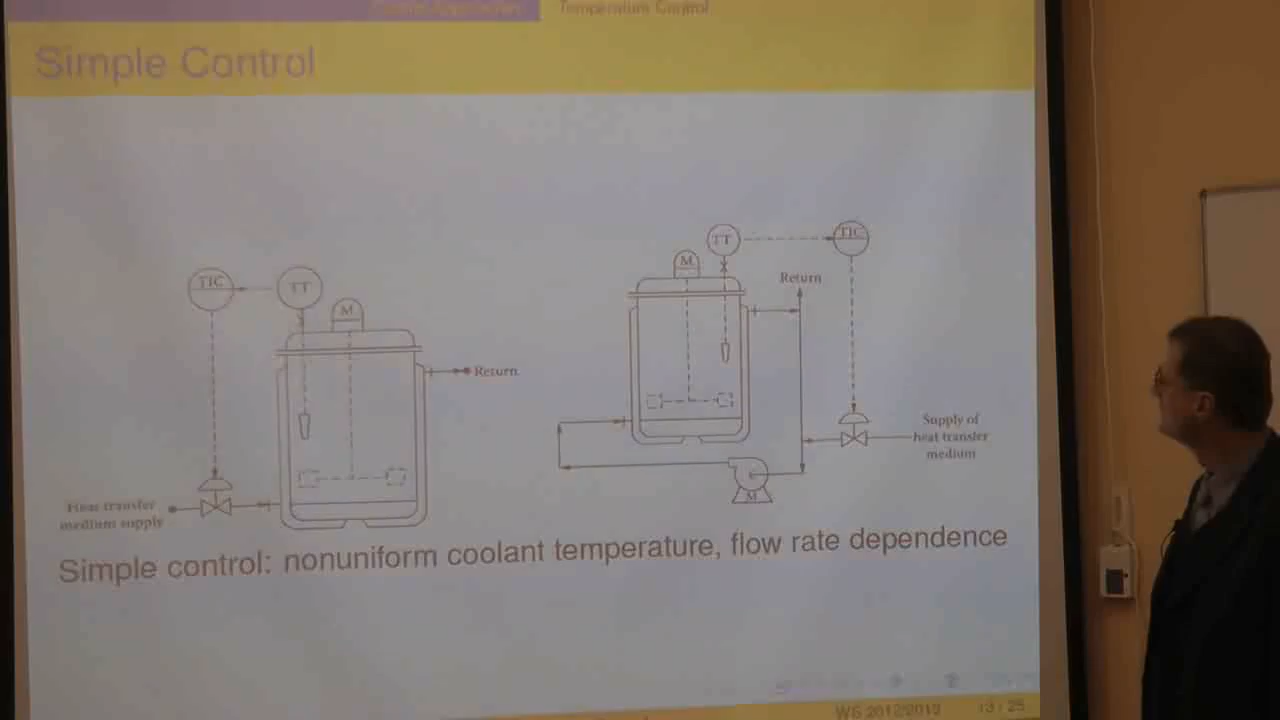 Temperature Control
Simple Control
TIC
TT
M
Return
Heat transfer
medium supply
TT
TIC
M
Return
Supply of
heat transfer
medium
M
Simple control: nonuniform coolant temperature, flow rate dependence
WS 2012/2013
13 / 25